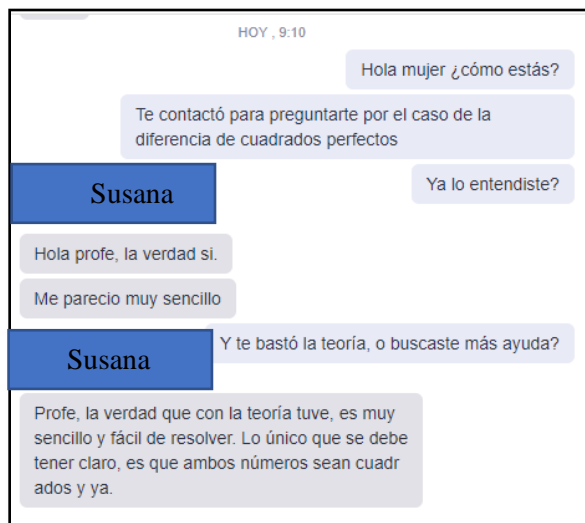 HOY , 9:10
Hola mujer ¿cómo estás?
Te contactó para preguntarte por el caso de la
diferencia de cuadrados perfectos
Ya lo entendiste?
Susana
Hola profe, la verdad si.
Me parecio muy sencillo
Y te bastó la teoría, o buscaste más ayuda?
Susana
Profe, la verdad que con la teoría tuve, es muy
sencillo y fácil de resolver. Lo único que se debe
tener claro, es que ambos números sean cuadr
ados y ya.